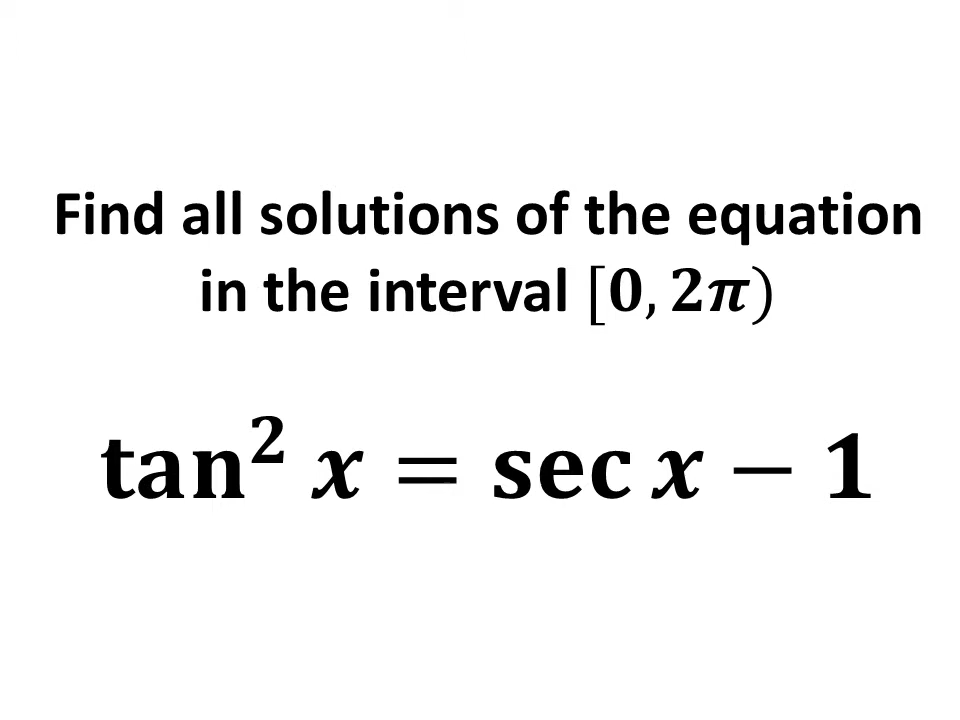 Find all solutions of the equation
in the interval [0, 2π)
tan² x = sec x − 1